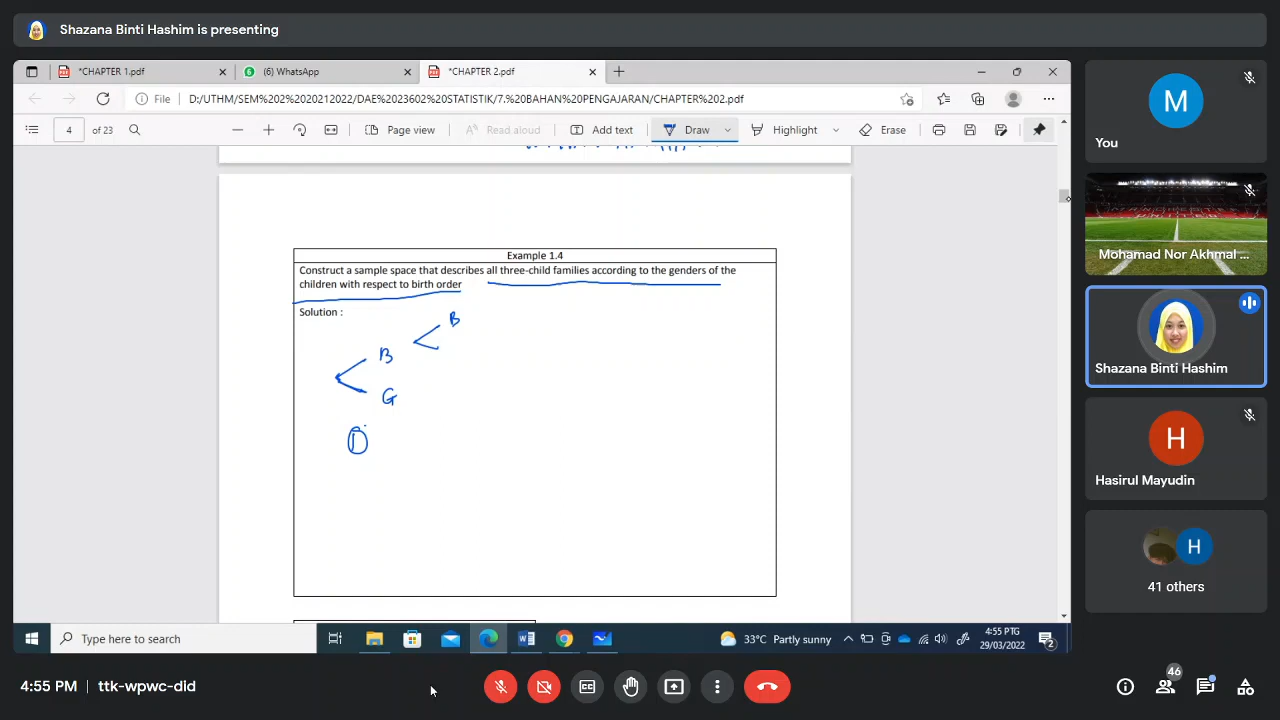 Shazana Binti Hashim is presenting
*CHAPTER 1.pdf
(6) WhatsApp
*CHAPTER 2.pdf
File
D:/UTHM/SEM%202%2020212022/DAE%2023602%20STATISTIK/7.%20BAHAN%20PENGAJARAN/CHAPTER%202.pdf
4
of 23
Page view
Read aloud
Add text
Draw
Highlight
Erase
Example 1.4
Construct a sample space that describes all three-child families according to the genders of the
children with respect to birth order
Solution :
B
B
G
①
M
You
Mohamad Nor Akhmal ...
Shazana Binti Hashim
H
Hasirul Mayudin
H
41 others
Type here to search
33°C Partly sunny
4:55 PTG
29/03/2022
2
4:55 PM | ttk-wpwc-did
46